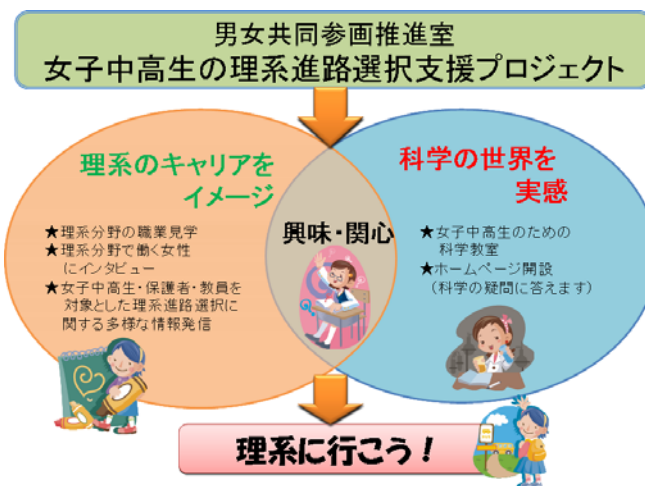 男女共同参画推進室
女子中高生の理系進路選択支援プロジェクト
理系のキャリアを
イメージ
★理系分野の職業見学
★理系分野で働く女性
にインタビュー
★女子中高生・保護者・教員を
対象とした理系進路選択に
関する多様な情報発信
興味・関心
科学の世界を
実感
★女子中高生のための
科学教室
★ホームページ開設
(科学の疑問に答えます)
理系に行こう!